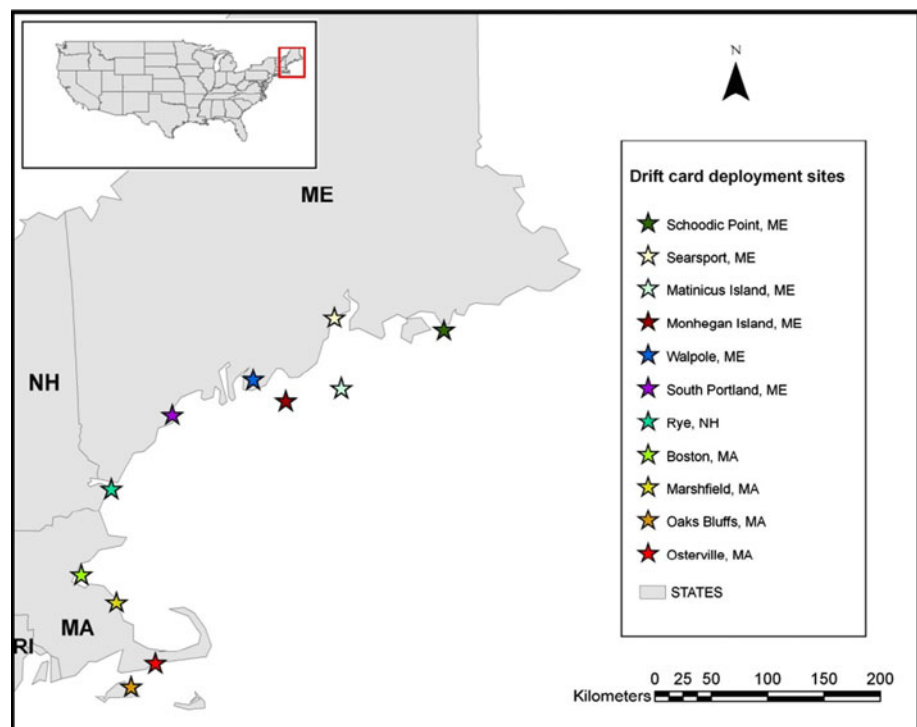 N
ME
NH
MA
RI
Drift card deployment sites
Schoodic Point, ME
Searsport, ME
Matinicus Island, ME
Monhegan Island, ME
Walpole, ME
South Portland, ME
Rye, NH
Boston, MA
Marshfield, MA
Oaks Bluffs, MA
Osterville, MA
STATES
Kilometers
0 25 50 100 150 200